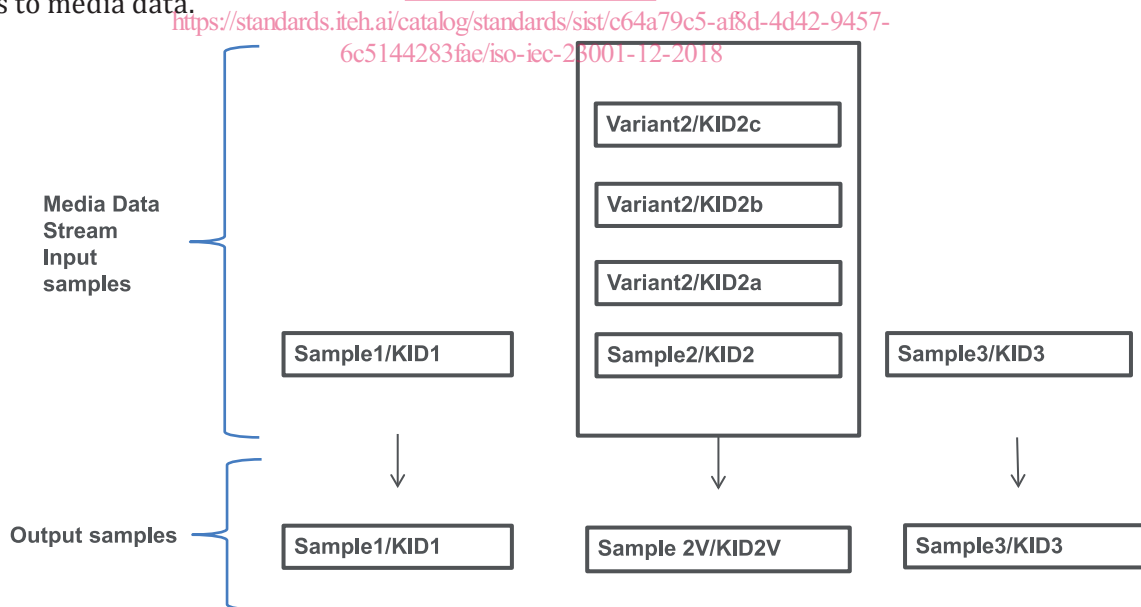 s to media data.
https://standards.iteh.ai/catalog/standards/sist/c64a79c5-af8d-4d42-9457-
6c5144283fae/iso-iec-23001-12-2018
Variant2/KID2c
Variant2/KID2b
Variant2/KID2a
Media Data
Stream
Input
samples
Sample1/KID1
Sample2/KID2
Sample3/KID3
Output samples
Sample1/KID1
Sample 2V/KID2V
Sample3/KID3